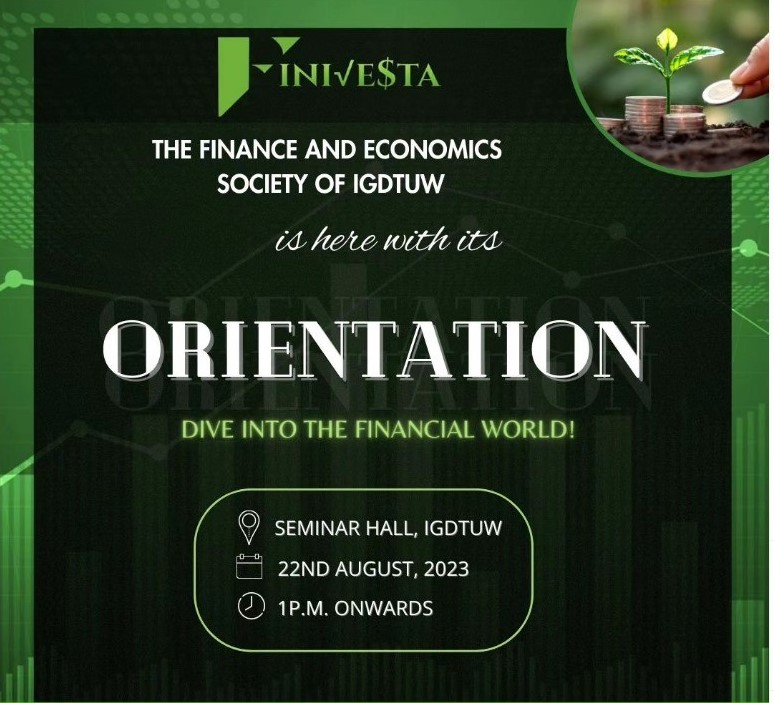 FINIVE$TA
THE FINANCE AND ECONOMICS
SOCIETY OF IGDTUW
is here with its
ORIENTATION
DIVE INTO THE FINANCIAL WORLD!
SEMINAR HALL, IGDTUW
22ND AUGUST, 2023
1P.M. ONWARDS